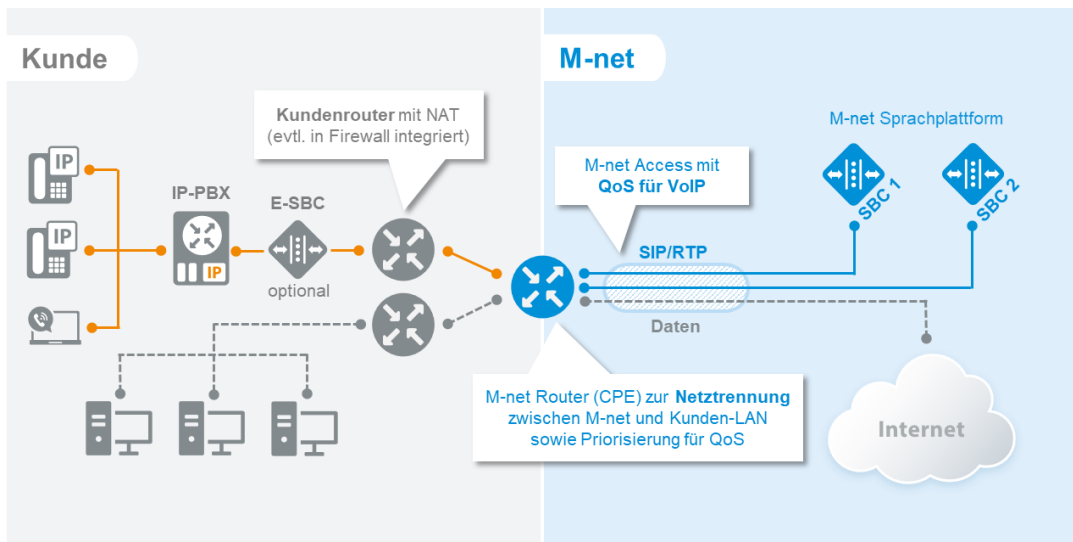 Kunde
M-net
Kundenrouter mit NAT
(evtl. in Firewall integriert)
M-net Sprachplattform
M-net Access mit
QoS für VoIP
IP
IP-PBX
E-SBC
SBC 1
SBC 2
IP
IP
optional
SIP/RTP
Daten
M-net Router (CPE) zur Netztrennung
zwischen M-net und Kunden-LAN
sowie Priorisierung für QoS
Internet